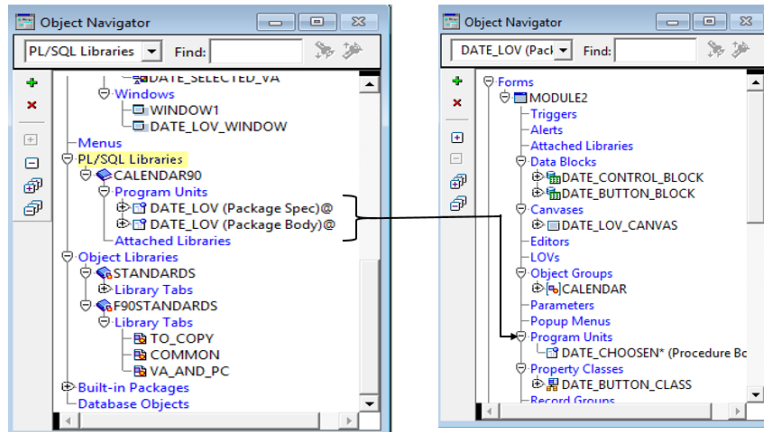 Object Navigator
PL/SQL Libraries
Find:
DATE_SELECTED_VA
Windows
WINDOW1
DATE_LOV_WINDOW
Menus
PL/SQL Libraries
CALENDAR90
Program Units
DATE_LOV (Package Spec)@
DATE_LOV (Package Body)@
Attached Libraries
Object Libraries
STANDARDS
Library Tabs
F90STANDARDS
Library Tabs
TO_COPY
COMMON
VA_AND_PC
Built-in Packages
Database Objects
Object Navigator
DATE_LOV (Pacl
Find:
Forms
MODULE2
Triggers
Alerts
Attached Libraries
Data Blocks
DATE_CONTROL_BLOCK
DATE_BUTTON_BLOCK
Canvases
DATE_LOV_CANVAS
Editors
LOVs
Object Groups
CALENDAR
Parameters
Popup Menus
Program Units
DATE_CHOOSEN* (Procedure Bc
Property Classes
DATE_BUTTON_CLASS
Record Groups